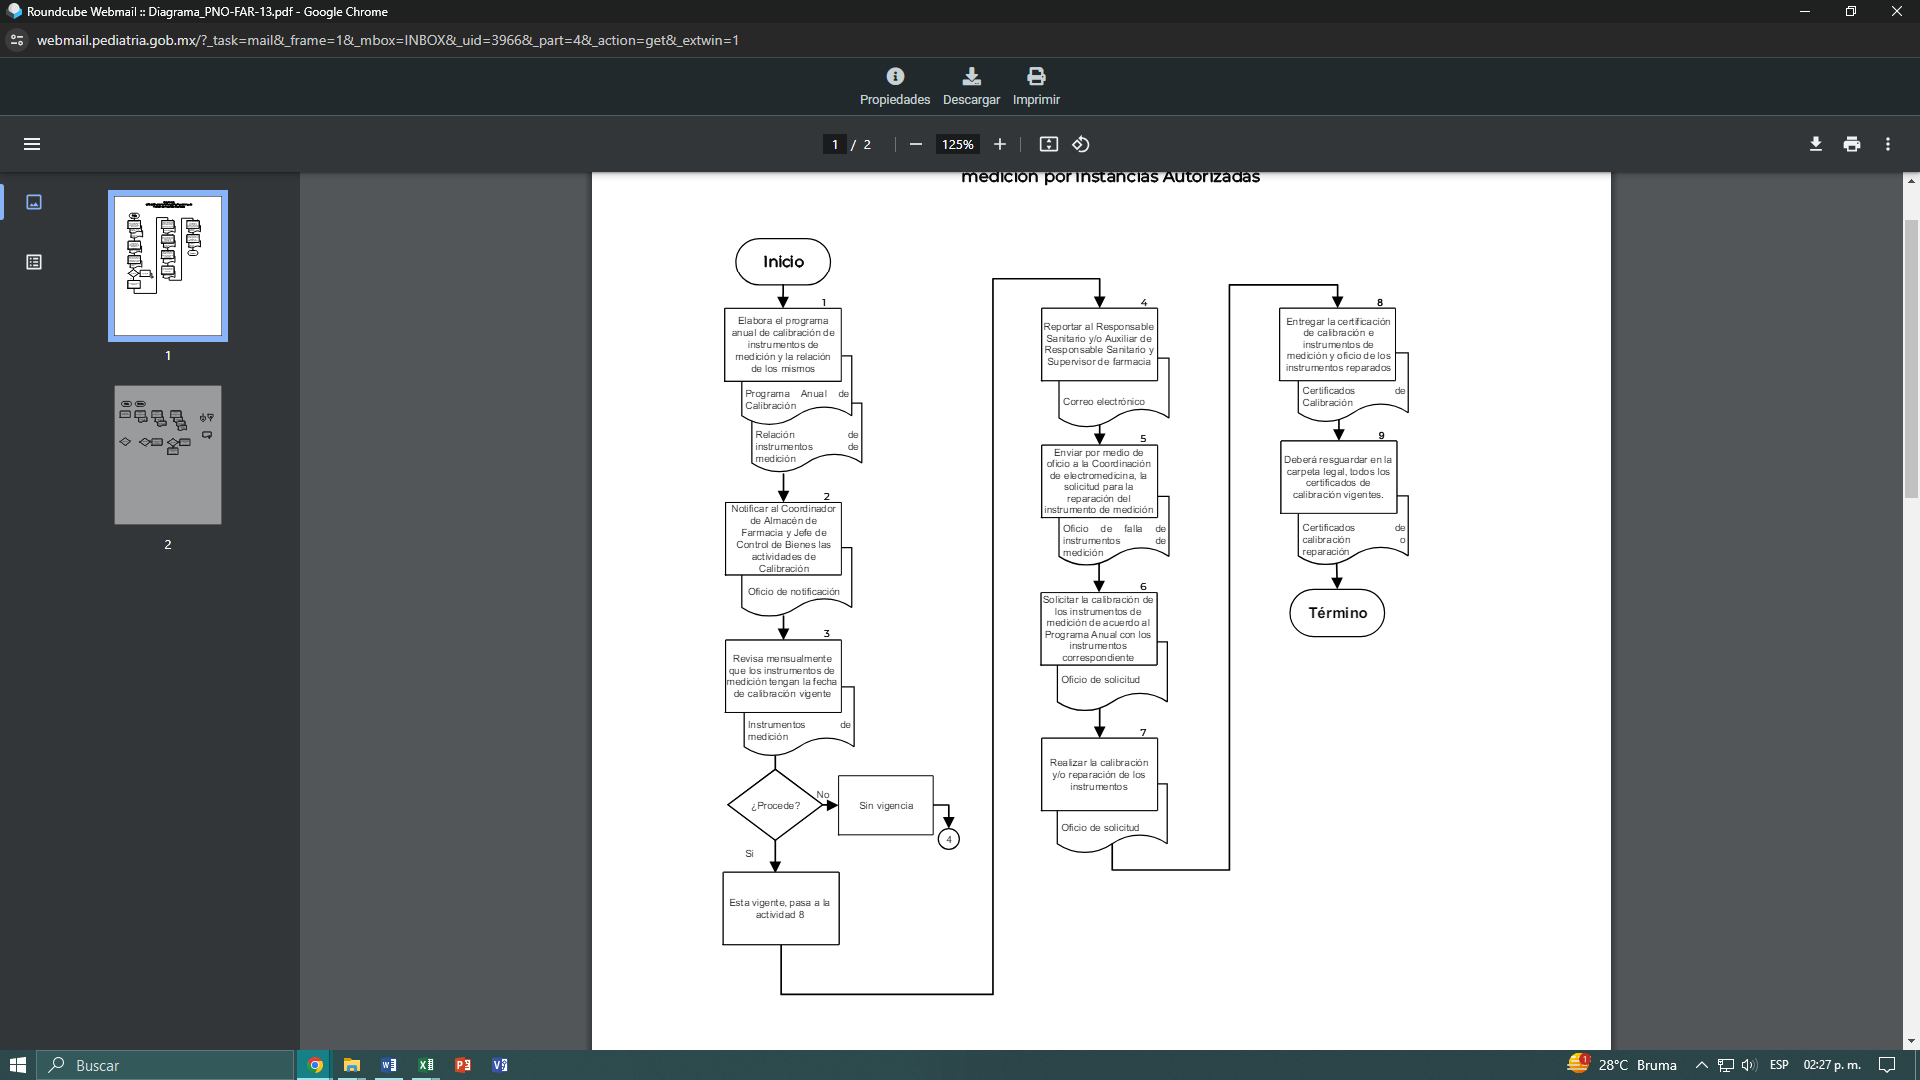 Roundcube Webmail :: Diagrama_PNO-FAR-13.pdf - Google Chrome
webmail.pediatria.gob.mx/?_task=mail&_frame=1&_mbox=INBOX&_uid=3966&_part=4&_action=get&_extwin=1
Propiedades
Descargar
Imprimir
1 / 2
125%
1
2
medición por Instancias Autorizadas
Inicio
1
Elabora el programa
anual de calibración de
instrumentos de
medición y la relación
de los mismos
Programa Anual de
Calibración
Relación de
instrumentos de
medición
2
Notificar al Coordinador
de Almacén de
Farmacia y Jefe de
Control de Bienes las
actividades de
Calibración
Oficio de notificación
3
Revisa mensualmente
que los instrumentos de
medición tengan la fecha
de calibración vigente
Instrumentos de
medición
¿Procede?
No
Sin vigencia
4
Si
Esta vigente, pasa a la
actividad 8
4
Reportar al Responsable
Sanitario y/o Auxiliar de
Responsable Sanitario y
Supervisor de farmacia
Correo electrónico
5
Enviar por medio de
oficio a la Coordinación
de electromedicina, la
solicitud para la
reparación del
instrumento de medición
Oficio de falla de
instrumentos de
medición
6
Solicitar la calibración de
los instrumentos de
medición de acuerdo al
Programa Anual con los
instrumentos
correspondiente
Oficio de solicitud
7
Realizar la calibración
y/o reparación de los
instrumentos
Oficio de solicitud
8
Entregar la certificación
de calibración e
instrumentos de
medición y oficio de los
instrumentos reparados
Certificados de
Calibración
9
Deberá resguardar en la
carpeta legal, todos los
certificados de
calibración vigentes.
Certificados de
calibración o
reparación
Término
Buscar
1
28°C Bruma
ESP
02:27 p. m.